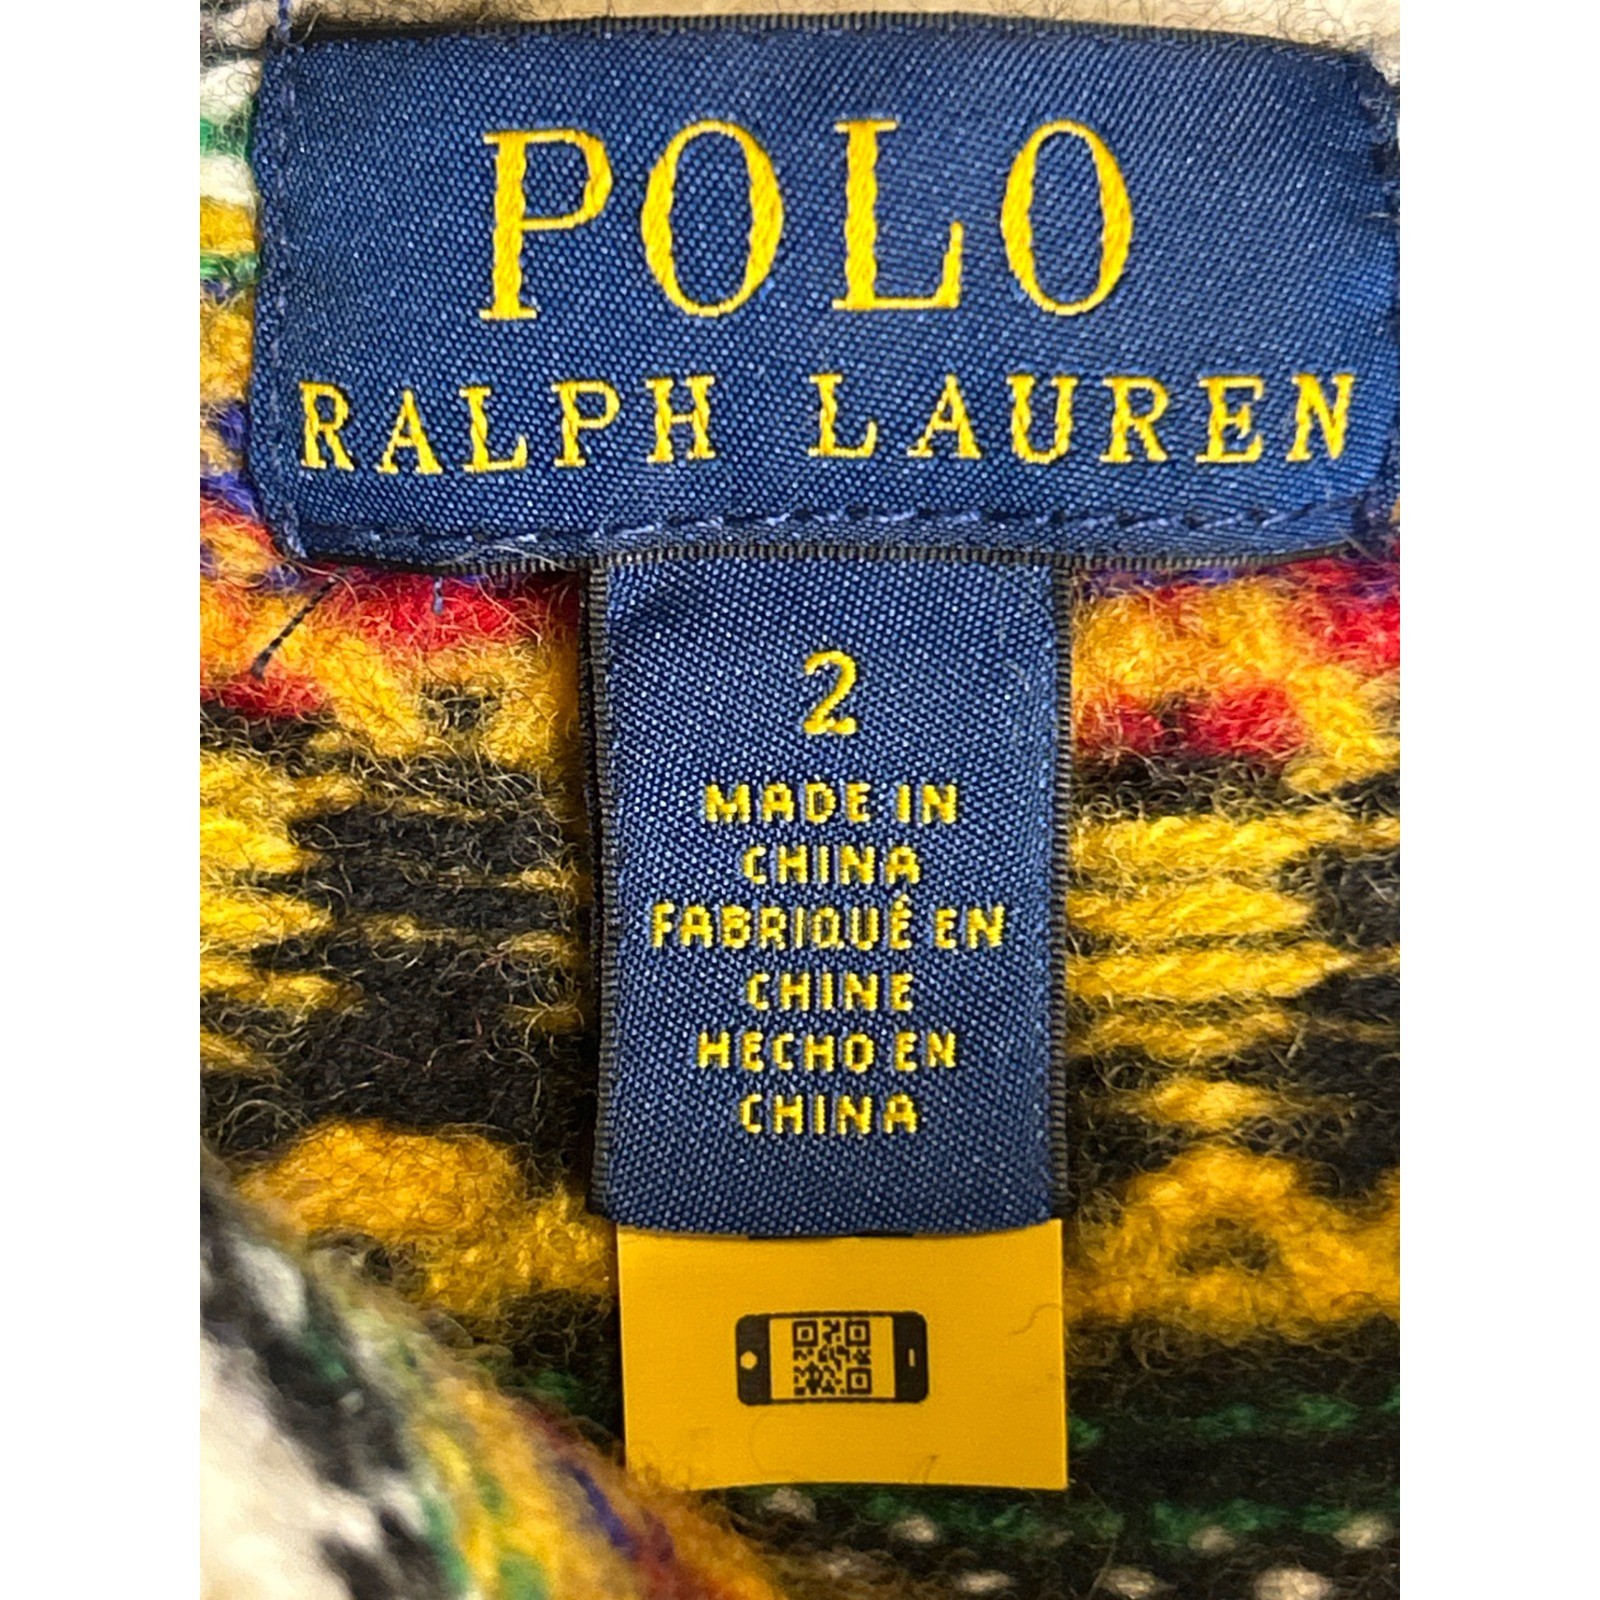 POLO
RALPH LAUREN
2
MADE IN
CHINA
FABRIQUÉ EN
CHINE
HECHO EN
CHINA